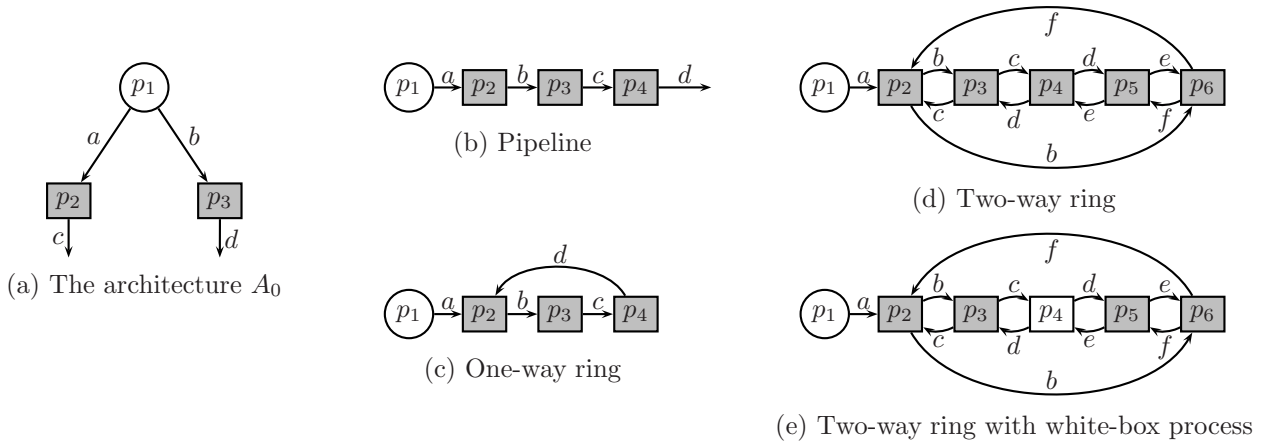 p1
a
b
p2
p3
c
d
(a) The architecture A0
p1 a p2 b p3 c p4 d
(b) Pipeline
d
p1 a p2 b p3 c p4
(c) One-way ring
f
b c d e
p1 a p2 p3 p4 p5 p6
c d e f
b
(d) Two-way ring
f
b c d e
p1 a p2 p3 p4 p5 p6
c d e f
b
(e) Two-way ring with white-box process